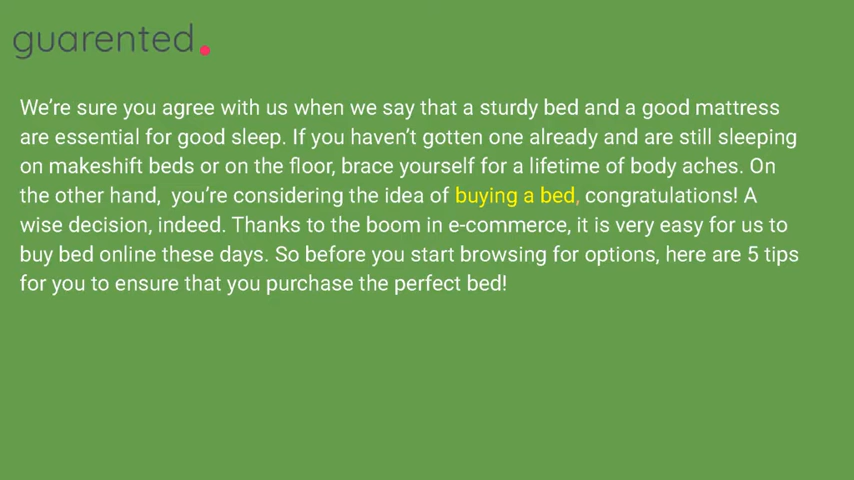 guarented.
We’re sure you agree with us when we say that a sturdy bed and a good mattress
are essential for good sleep. If you haven’t gotten one already and are still sleeping
on makeshift beds or on the floor, brace yourself for a lifetime of body aches. On
the other hand,  you’re considering the idea of buying a bed, congratulations! A
wise decision, indeed. Thanks to the boom in e-commerce, it is very easy for us to
buy bed online these days. So before you start browsing for options, here are 5 tips
for you to ensure that you purchase the perfect bed!